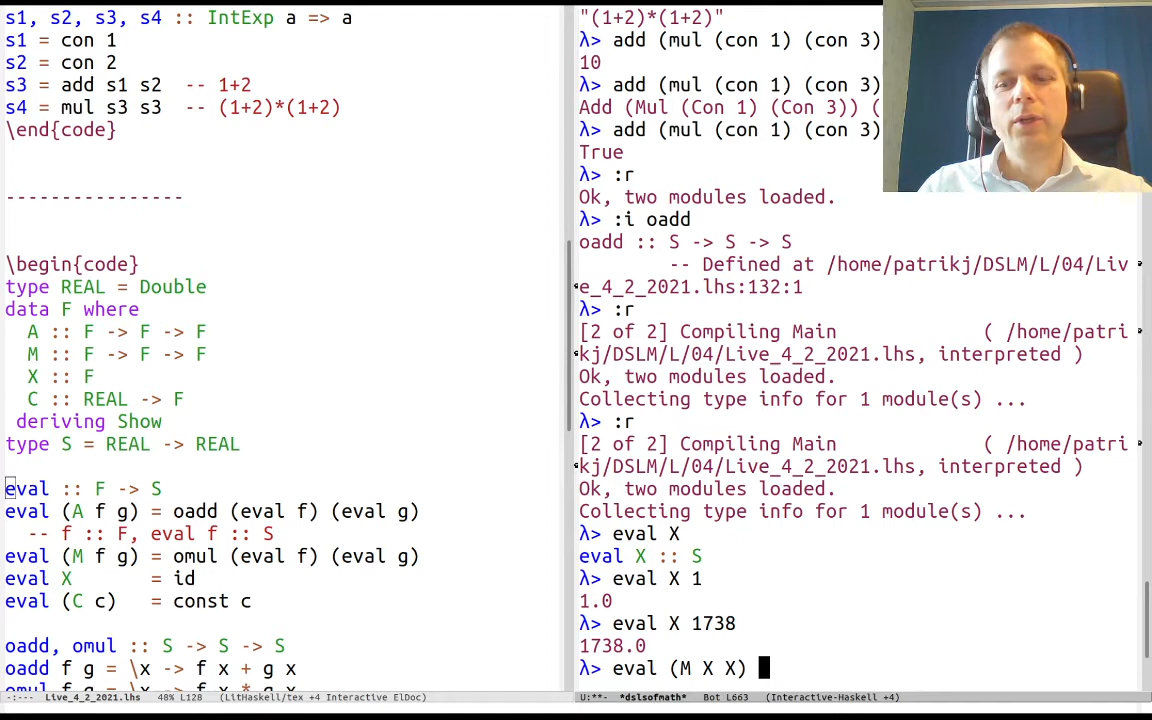 s1, s2, s3, s4 :: IntExp a => a
s1 = con 1
s2 = con 2
s3 = add s1 s2  -- 1+2
s4 = mul s3 s3  -- (1+2)*(1+2)
\end{code}
----------------
\begin{code}
type REAL = Double
data F where
A :: F -> F -> F
M :: F -> F -> F
X :: F
C :: REAL -> F
deriving Show
type S = REAL -> REAL
eval :: F -> S
eval (A f g) = oadd (eval f) (eval g)
-- f :: F, eval f :: S
eval (M f g) = omul (eval f) (eval g)
eval X       = id
eval (C c)   = const c
oadd, omul :: S -> S -> S
oadd f g = \x -> f x + g x
omul f g = \x -> f x * g x
-:--- Live_4_2_2021.lhs 48% L128 (LitHaskell/tex +4 Interactive ElDoc)
"(1+2)*(1+2)"
λ> add (mul (con 1) (con 3)
10
λ> add (mul (con 1) (con 3)
Add (Mul (Con 1) (Con 3)) (
λ> add (mul (con 1) (con 3)
True
λ> :r
Ok, two modules loaded.
λ> :i oadd
oadd :: S -> S -> S
-- Defined at /home/patrikj/DSLM/L/04/Liv
e_4_2_2021.lhs:132:1
λ> :r
[2 of 2] Compiling Main ( /home/patri
kj/DSLM/L/04/Live_4_2_2021.lhs, interpreted )
Ok, two modules loaded.
Collecting type info for 1 module(s) ...
λ> :r
[2 of 2] Compiling Main ( /home/patri
kj/DSLM/L/04/Live_4_2_2021.lhs, interpreted )
Ok, two modules loaded.
Collecting type info for 1 module(s) ...
λ> eval X
eval X :: S
λ> eval X 1
1.0
λ> eval X 1738
1738.0
λ> eval (M X X)
U:**- *dslsofmath* Bot L663 (Interactive-Haskell +4)